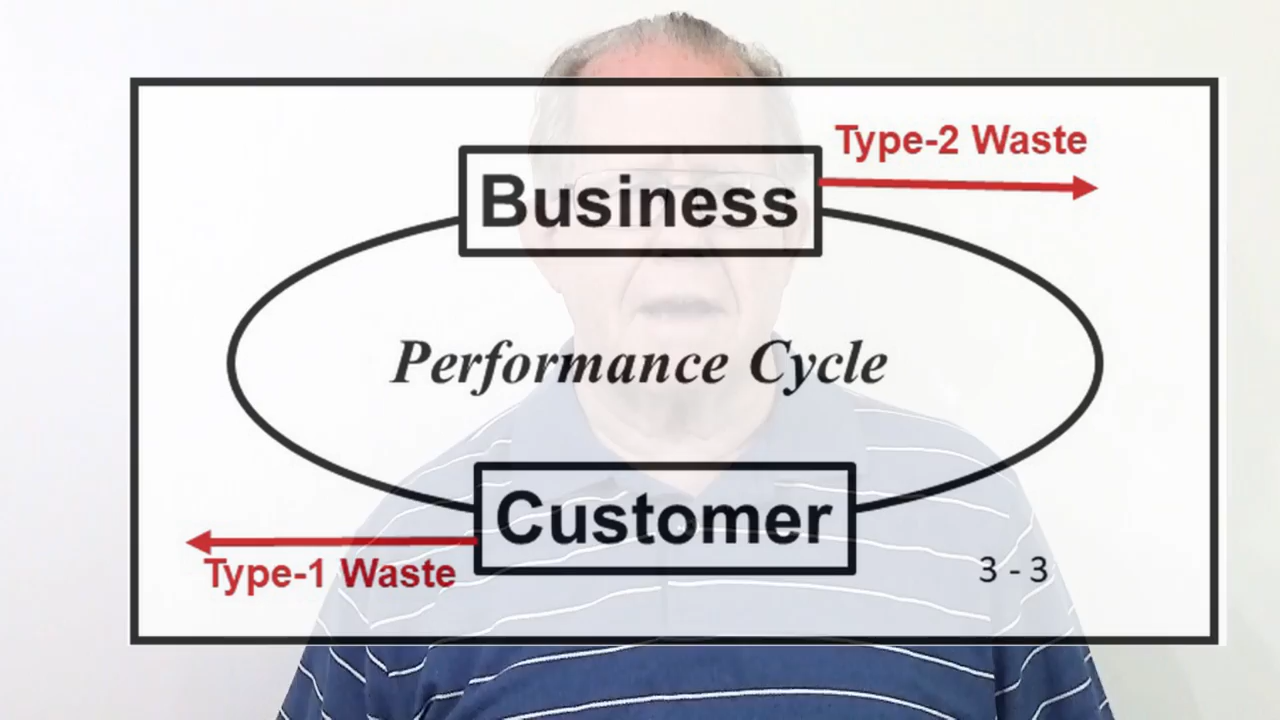 Type-2 Waste
Business
Performance Cycle
Customer
Type-1 Waste
3 - 3